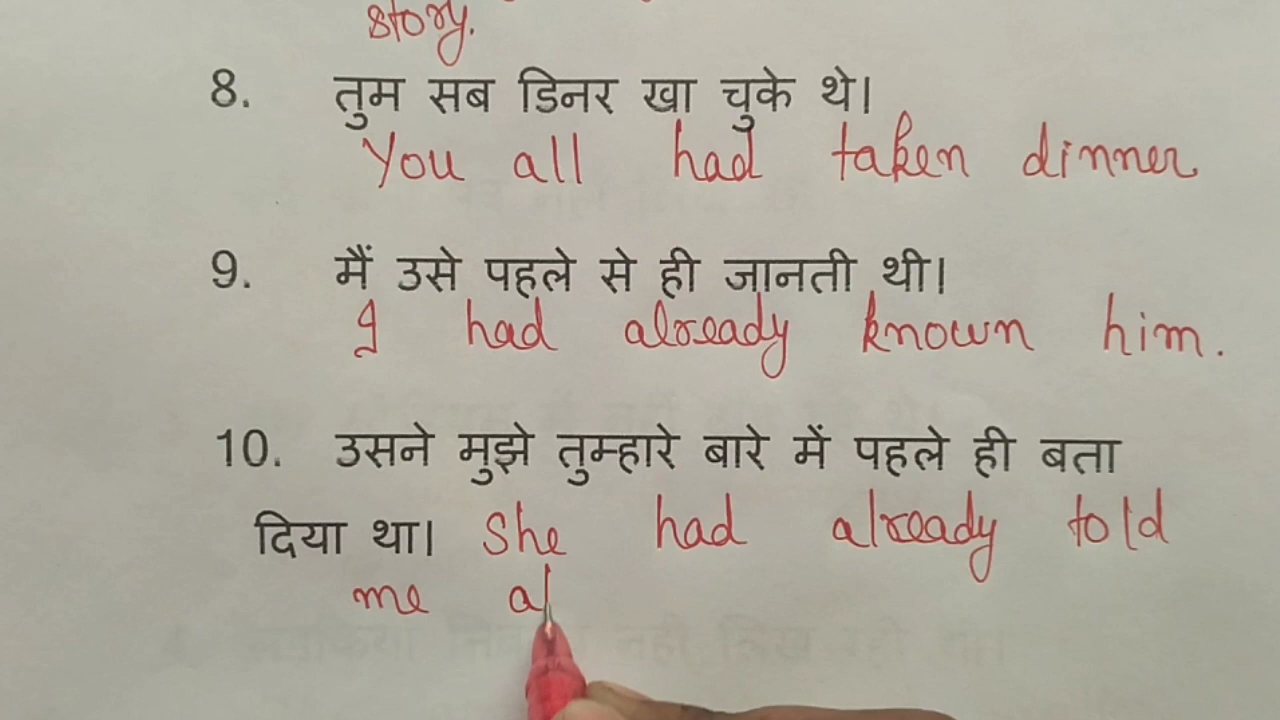 story.
8. तुम सब डिनर खा चुके थे।
You all had taken dinner
9. मैं उसे पहले से ही जानती थी।
I had already known him.
10. उसने मुझे तुम्हारे बारे में पहले ही बता
दिया था। She had already told
me